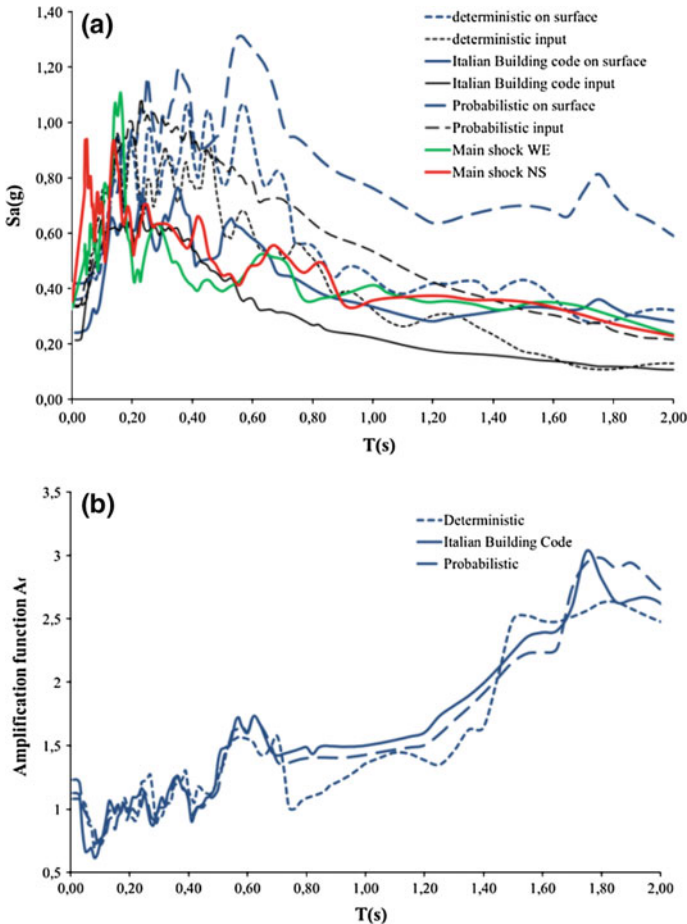 (a)
deterministic on surface
deterministic input
Italian Building code on surface
Italian Building code input
Probabilistic on surface
Probabilistic input
Main shock WE
Main shock NS
1,40
1,20
1,00
0,80
0,60
0,40
0,20
0,00
Sa(g)
0,00 0,20 0,40 0,60 0,80 1,00 1,20 1,40 1,60 1,80 2,00
T(s)
(b)
Deterministic
Italian Building Code
Probabilistic
3,5
3
2,5
2
1,5
1
0,5
Amplification function Af
0,00 0,20 0,40 0,60 0,80 1,00 1,20 1,40 1,60 1,80 2,00
T(s)